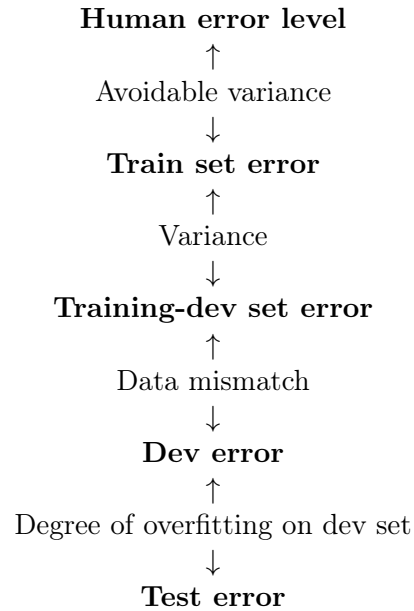 Human error level
↑
Avoidable variance
↓
Train set error
↑
Variance
↓
Training-dev set error
↑
Data mismatch
↓
Dev error
↑
Degree of overfitting on dev set
↓
Test error